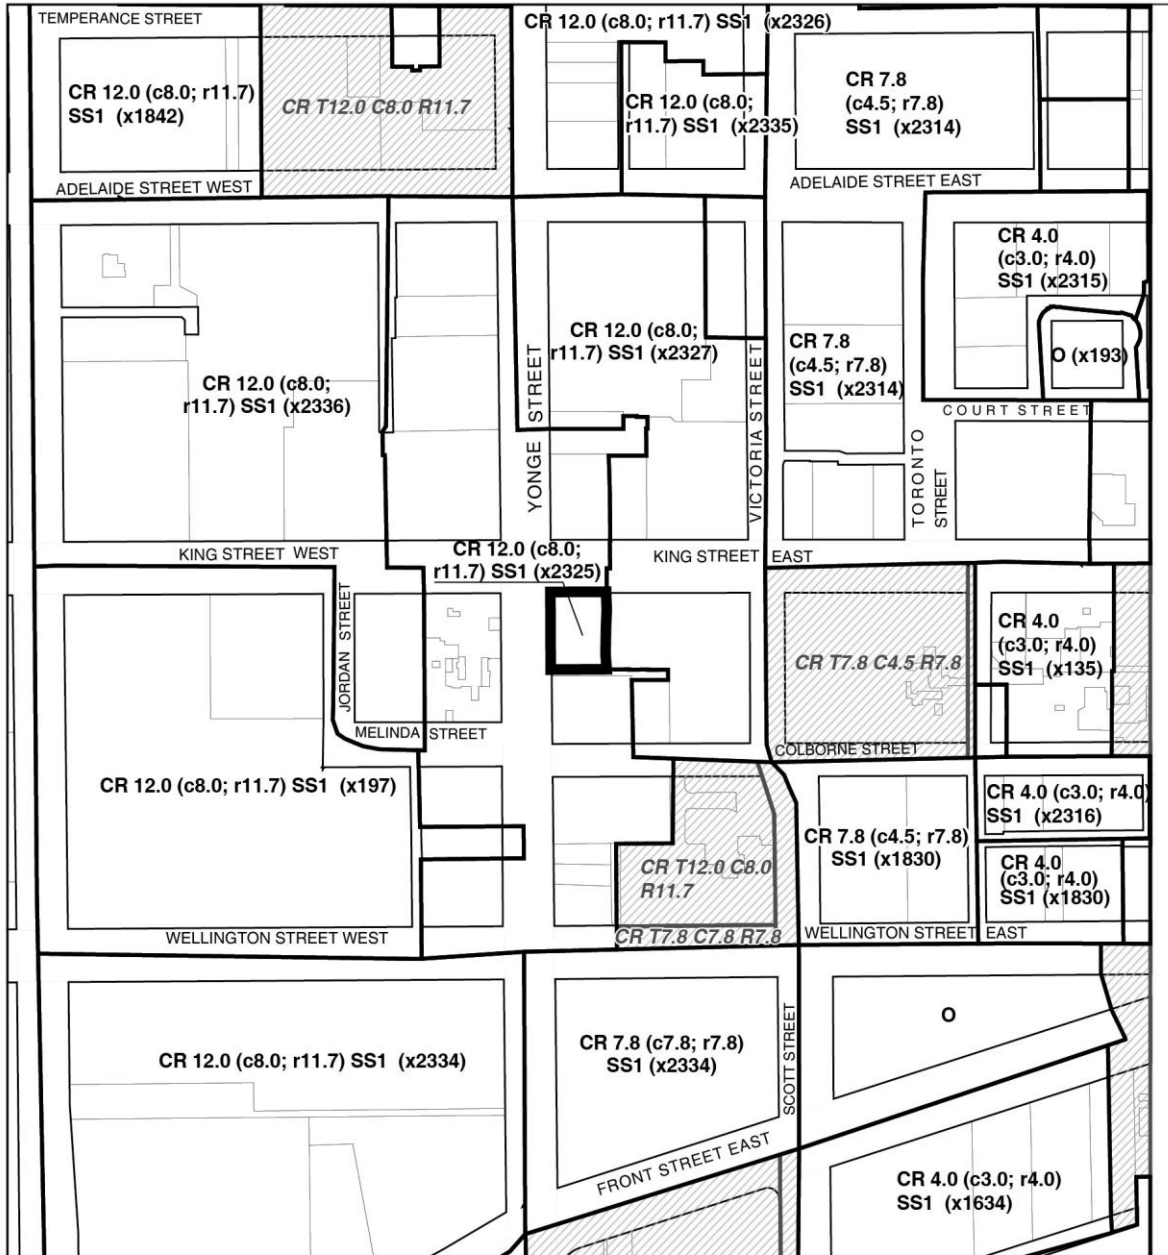 TEMPERANCE STREET
CR 12.0 (c8.0; r11.7) SS1 (x2326)
CR 12.0 (c8.0; r11.7)
SS1 (x1842)
CR T12.0 C8.0 R11.7
CR 12.0 (c8.0;
r11.7) SS1 (x2335)
CR 7.8
(c4.5; r7.8)
SS1 (x2314)
ADELAIDE STREET WEST
ADELAIDE STREET EAST
CR 4.0
(c3.0; r4.0)
SS1 (x2315)
CR 12.0 (c8.0;
r11.7) SS1 (x2327)
CR 7.8
(c4.5; r7.8)
SS1 (x2314)
O (x193)
CR 12.0 (c8.0;
r11.7) SS1 (x2336)
YONGE STREET
VICTORIA STREET
COURT STREET
TORONTO
STREET
KING STREET WEST
CR 12.0 (c8.0;
r11.7) SS1 (x2325)
KING STREET EAST
JORDAN STREET
CR T7.8 C4.5 R7.8
CR 4.0
(c3.0; r4.0)
SS1 (x135)
MELINDA STREET
COLBORNE STREET
CR 12.0 (c8.0; r11.7) SS1 (x197)
CR 4.0 (c3.0; r4.0)
SS1 (x2316)
CR 7.8 (c4.5; r7.8)
SS1 (x1830)
CR T12.0 C8.0
R11.7
CR 4.0
(c3.0; r4.0)
SS1 (x1830)
WELLINGTON STREET WEST
CR T7.8 C7.8 R7.8
WELLINGTON STREET EAST
CR 12.0 (c8.0; r11.7) SS1 (x2334)
CR 7.8 (c7.8; r7.8)
SS1 (x2334)
SCOTT STREET
O
FRONT STREET EAST
CR 4.0 (c3.0; r4.0)
SS1 (x1634)